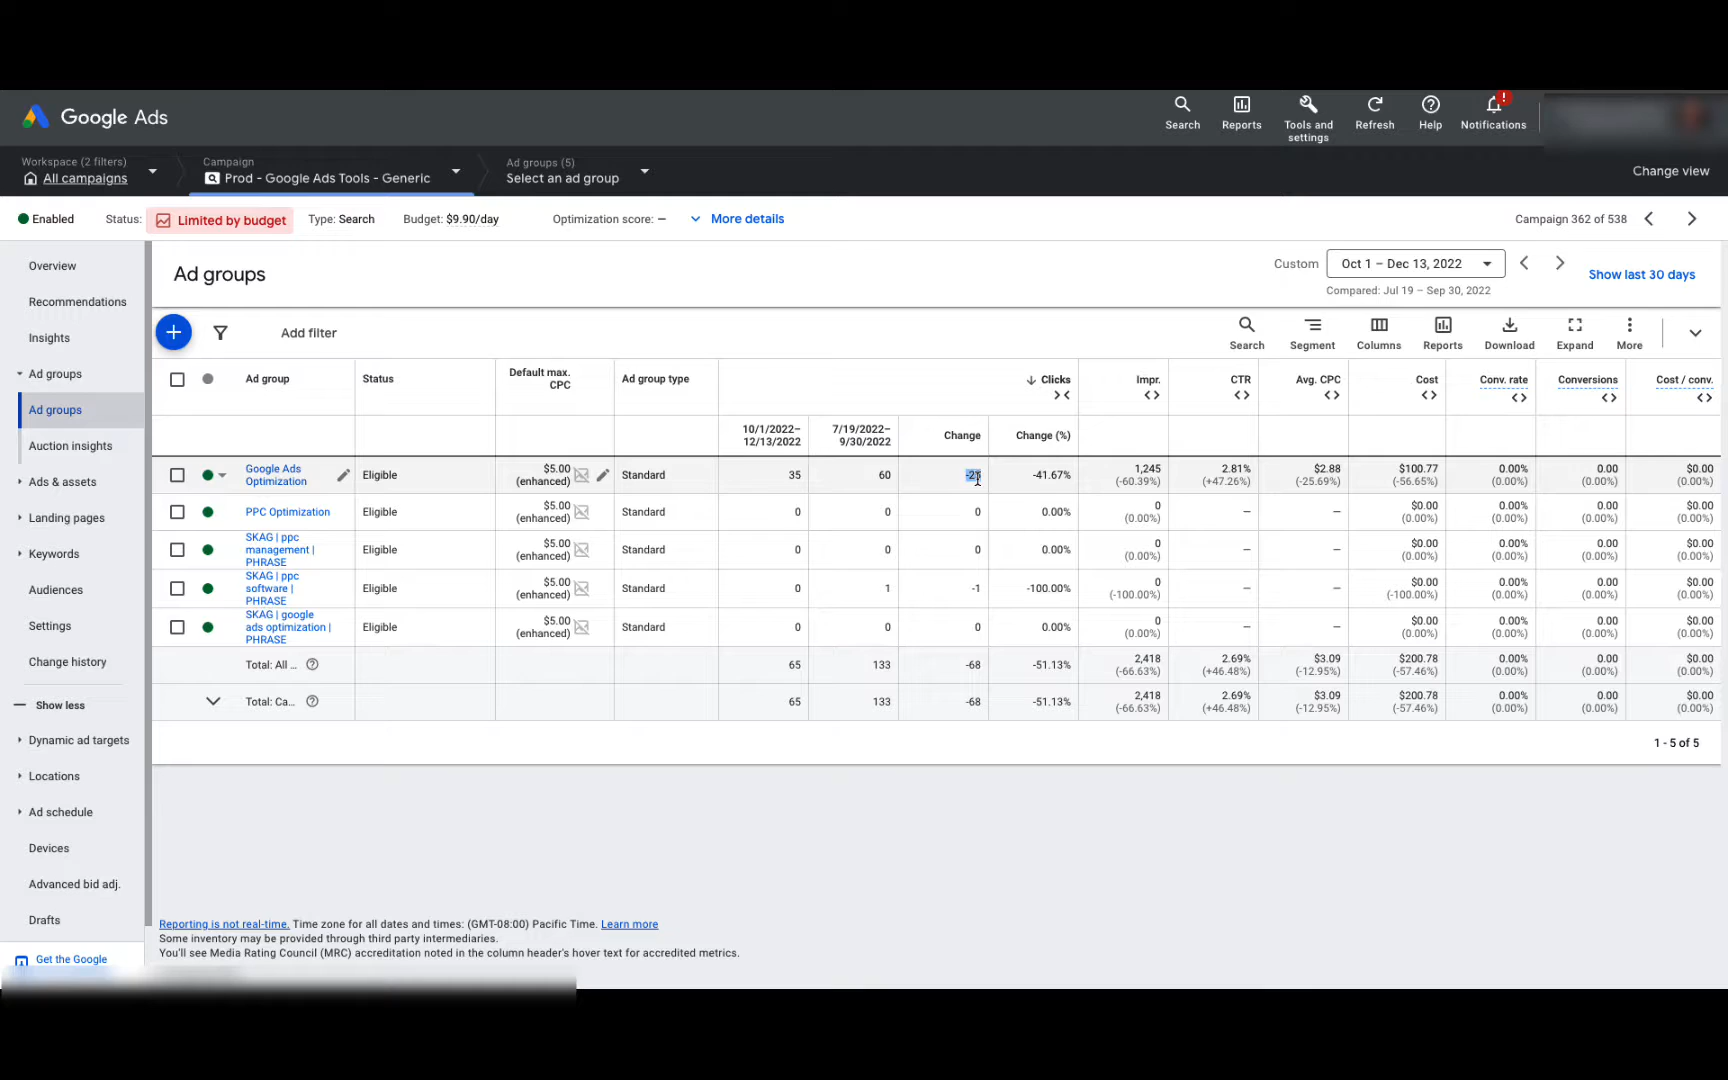 Google Ads
Search
Reports
Tools and
settings
Refresh
Help
!
Notifications
Workspace (2 filters)
All campaigns
Campaign
Prod - Google Ads Tools - Generic
Ad groups (5)
Select an ad group
Change view
Enabled
Status:
Limited by budget
Type: Search
Budget: $9.90/day
Optimization score: –
More details
Campaign 362 of 538
Overview
Recommendations
Insights
Ad groups
Ad groups
Auction insights
Ads & assets
Landing pages
Keywords
Audiences
Settings
Change history
Show less
Dynamic ad targets
Locations
Ad schedule
Devices
Advanced bid adj.
Drafts
Get the Google
Ad groups
Custom
Oct 1 – Dec 13, 2022
Compared: Jul 19 – Sep 30, 2022
Show last 30 days
Add filter
Search
Segment
Columns
Reports
Download
Expand
More
Ad group
Status
Default max.
CPC
Ad group type
Clicks
Impr.
CTR
Avg. CPC
Cost
Conv. rate
Conversions
Cost / conv.
10/1/2022–
12/13/2022
7/19/2022–
9/30/2022
Change
Change (%)
Google Ads
Optimization
Eligible
$5.00
(enhanced)
Standard
35
60
-41.67%
1,245
(-60.39%)
2.81%
(+47.26%)
$2.88
(-25.69%)
$100.77
(-56.65%)
0.00%
(0.00%)
0.00
(0.00%)
$0.00
(0.00%)
PPC Optimization
Eligible
$5.00
(enhanced)
Standard
0
0
0
0.00%
0
(0.00%)
–
–
$0.00
(0.00%)
0.00%
(0.00%)
0.00
(0.00%)
$0.00
(0.00%)
SKAG | ppc
management |
PHRASE
Eligible
$5.00
(enhanced)
Standard
0
0
0
0.00%
0
(0.00%)
–
–
$0.00
(0.00%)
0.00%
(0.00%)
0.00
(0.00%)
$0.00
(0.00%)
SKAG | ppc
software |
PHRASE
Eligible
$5.00
(enhanced)
Standard
0
1
-1
-100.00%
0
(-100.00%)
–
–
$0.00
(-100.00%)
0.00%
(0.00%)
0.00
(0.00%)
$0.00
(0.00%)
SKAG | google
ads optimization |
PHRASE
Eligible
$5.00
(enhanced)
Standard
0
0
0
0.00%
0
(0.00%)
–
–
$0.00
(0.00%)
0.00%
(0.00%)
0.00
(0.00%)
$0.00
(0.00%)
Total: All ...
65
133
-68
-51.13%
2,418
(-66.63%)
2.69%
(+46.48%)
$3.09
(-12.95%)
$200.78
(-57.46%)
0.00%
(0.00%)
0.00
(0.00%)
$0.00
(0.00%)
Total: Ca...
65
133
-68
-51.13%
2,418
(-66.63%)
2.69%
(+46.48%)
$3.09
(-12.95%)
$200.78
(-57.46%)
0.00%
(0.00%)
0.00
(0.00%)
$0.00
(0.00%)
1 - 5 of 5
Reporting is not real-time. Time zone for all dates and times: (GMT-08:00) Pacific Time. Learn more
Some inventory may be provided through third party intermediaries.
You'll see Media Rating Council (MRC) accreditation noted in the column header's hover text for accredited metrics.